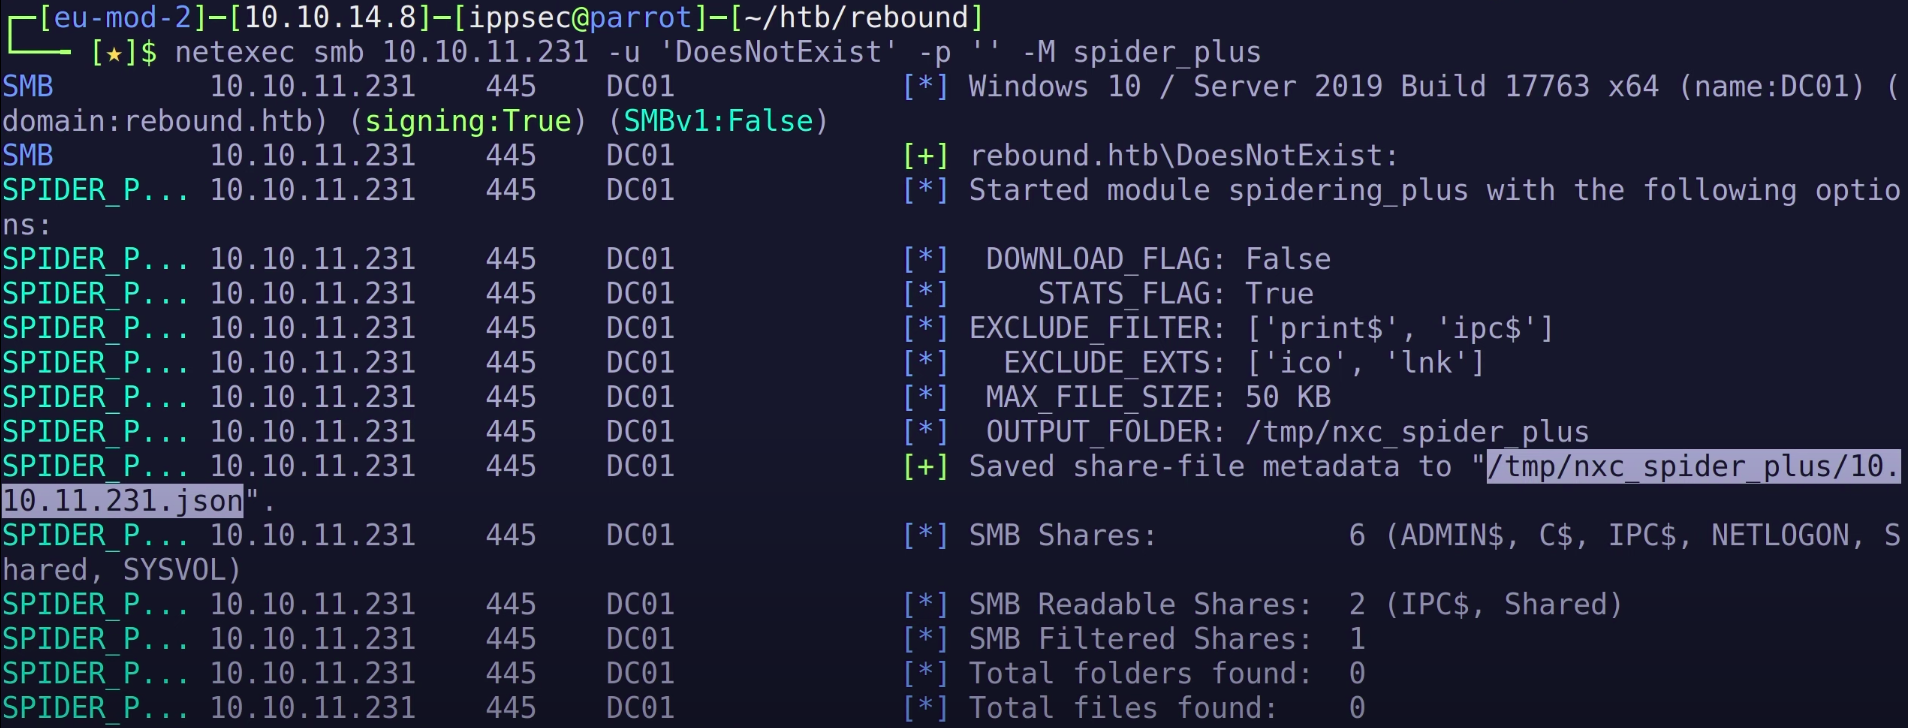 ┌─[eu-mod-2]─[10.10.14.8]─[ippsec@parrot]─[~/htb/rebound]
└──╼ [★]$ netexec smb 10.10.11.231 -u 'DoesNotExist' -p '' -M spider_plus
SMB         10.10.11.231    445    DC01             [*] Windows 10 / Server 2019 Build 17763 x64 (name:DC01) (
domain:rebound.htb) (signing:True) (SMBv1:False)
SMB         10.10.11.231    445    DC01             [+] rebound.htb\DoesNotExist:
SPIDER_P... 10.10.11.231    445    DC01             [*] Started module spidering_plus with the following optio
ns:
SPIDER_P... 10.10.11.231    445    DC01             [*]  DOWNLOAD_FLAG: False
SPIDER_P... 10.10.11.231    445    DC01             [*]     STATS_FLAG: True
SPIDER_P... 10.10.11.231    445    DC01             [*] EXCLUDE_FILTER: ['print$', 'ipc$']
SPIDER_P... 10.10.11.231    445    DC01             [*]   EXCLUDE_EXTS: ['ico', 'lnk']
SPIDER_P... 10.10.11.231    445    DC01             [*]  MAX_FILE_SIZE: 50 KB
SPIDER_P... 10.10.11.231    445    DC01             [*]  OUTPUT_FOLDER: /tmp/nxc_spider_plus
SPIDER_P... 10.10.11.231    445    DC01             [+] Saved share-file metadata to "/tmp/nxc_spider_plus/10.
10.11.231.json".
SPIDER_P... 10.10.11.231    445    DC01             [*] SMB Shares:           6 (ADMIN$, C$, IPC$, NETLOGON, S
hared, SYSVOL)
SPIDER_P... 10.10.11.231    445    DC01             [*] SMB Readable Shares:  2 (IPC$, Shared)
SPIDER_P... 10.10.11.231    445    DC01             [*] SMB Filtered Shares:  1
SPIDER_P... 10.10.11.231    445    DC01             [*] Total folders found:  0
SPIDER_P... 10.10.11.231    445    DC01             [*] Total files found:    0